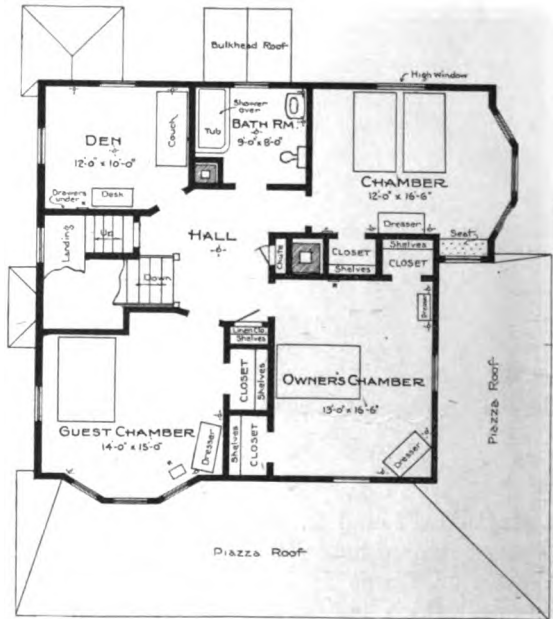 Bulkhead Roof
High Window
DEN
12'-0" x 10'-0"
Couch
Desk
Drawers
under
Shower
over
Tub
BATH RM.
9'-0" x 8'-0"
CHAMBER
12'-0" x 16'-6"
Dresser
Seat
Landing
Up
HALL
Down
Chute
CLOSET
Shelves
Shelves
CLOSET
Dresser
Shelves
CLOSET
Shelves
OWNER'S CHAMBER
13'-0" x 16'-6"
Dresser
GUEST CHAMBER
14'-0" x 15'-0"
Dresser
Shelves
CLOSET
Piazza Roof
Piazza Roof